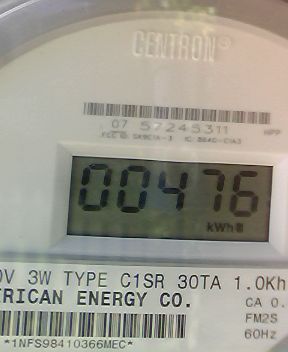 CENTRON®
07 57245311
00476
kWh
0V 3W TYPE C1SR 30TA 1.0Kh
ERICAN ENERGY CO.
CA 0.
FM2S
60Hz
*1NFS98410366MEC*